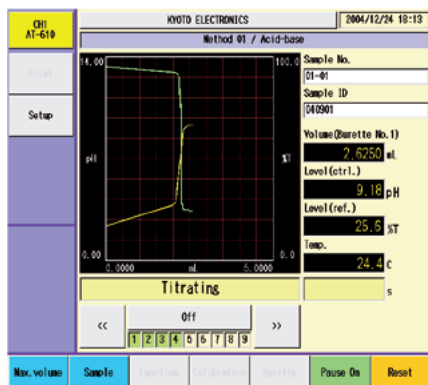 CH1
AT-610
KYOTO ELECTRONICS
2004/12/24 18:13
Method 01 / Acid-base
Print
Setup
14.00
100.0
pH
%T
0.00
0.0
0.0000
mL
5.0000
Sample No.
01-01
Sample ID
040901
Volume(Burette No.1)
2.6250 mL
Level(ctrl.)
9.18 pH
Level(ref.)
25.6 %T
Temp.
24.4 C
Titrating
s
<<
Off
>>
1 2 3 4 5 6 7 8 9
Max.volume
Sample
Function
Calibration
Burette
Pause On
Reset